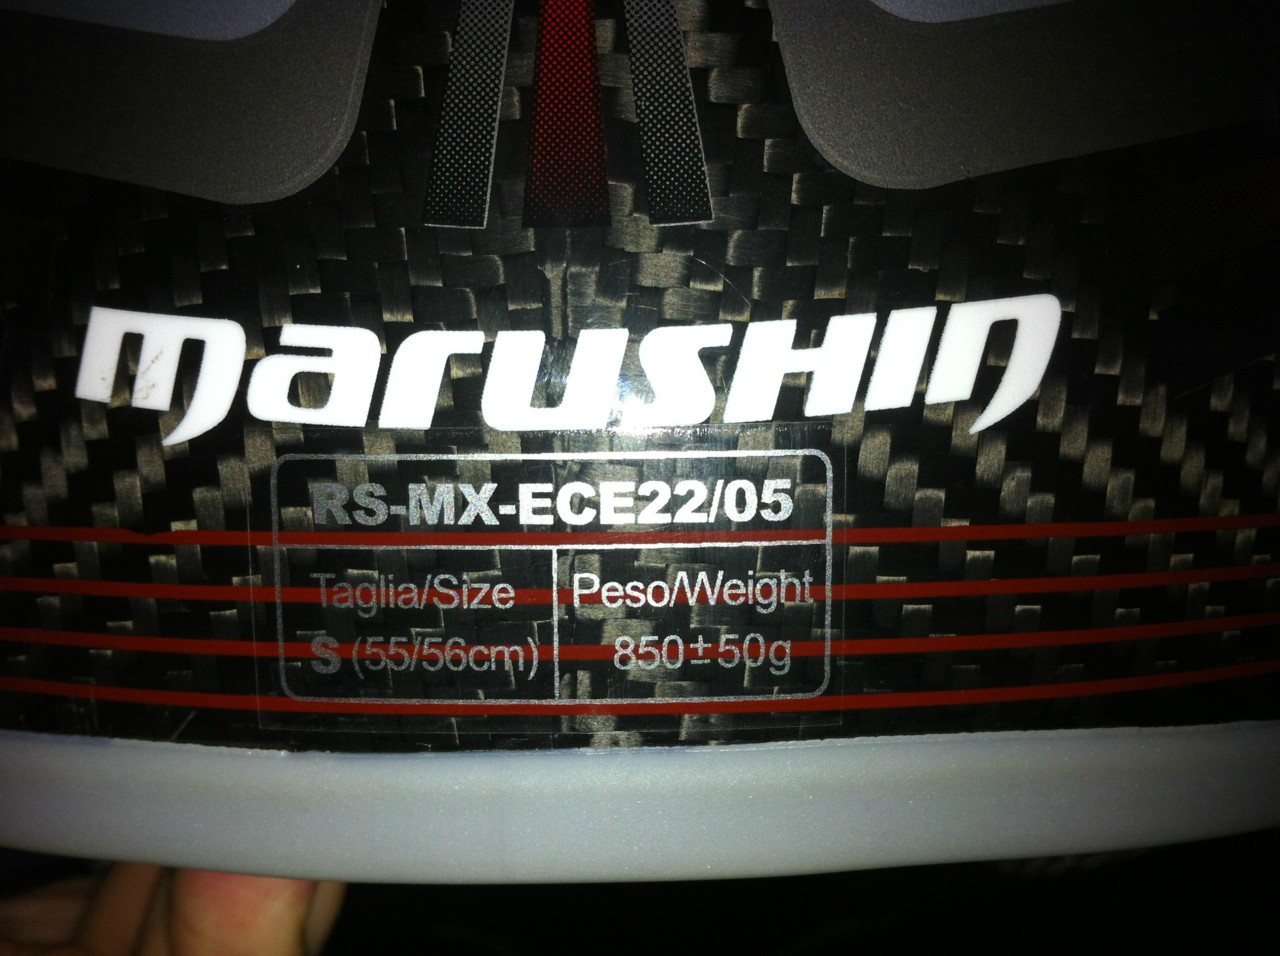 marushin
RS-MX-ECE22/05
Taglia/Size
Peso/Weight
S (55/56cm)
850±50g